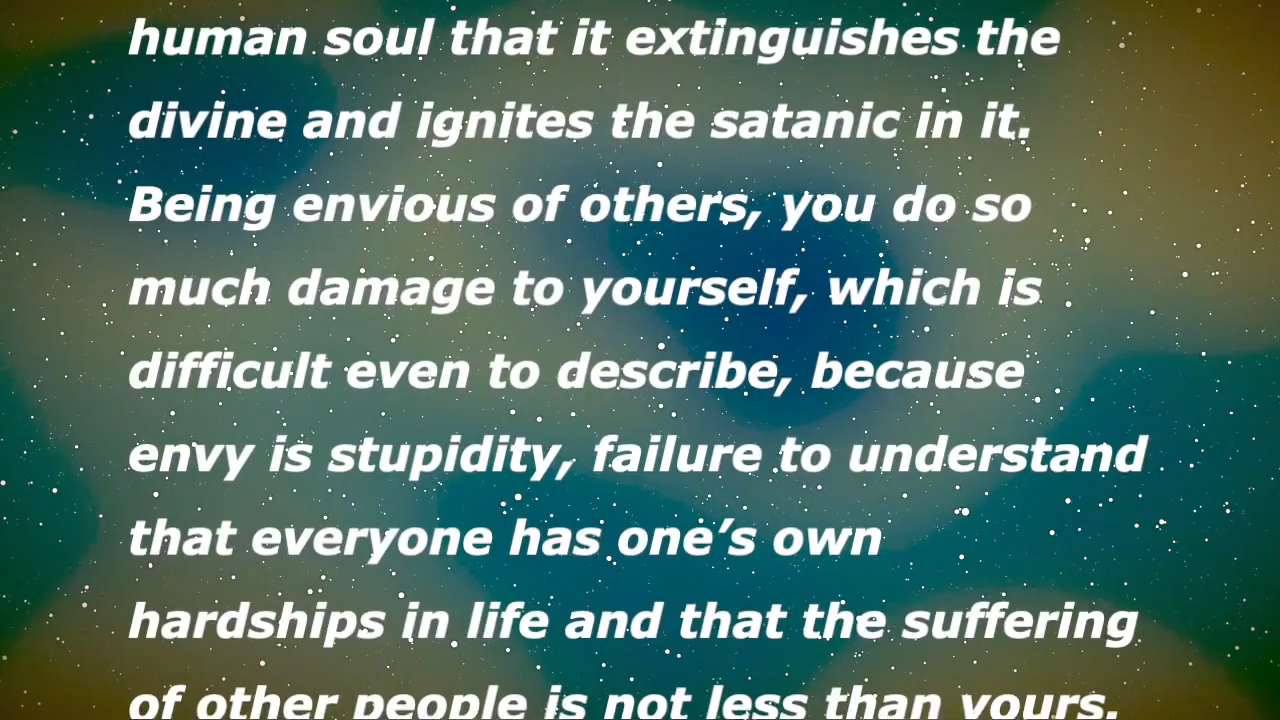 human soul that it extinguishes the
divine and ignites the satanic in it.
Being envious of others, you do so
much damage to yourself, which is
difficult even to describe, because
envy is stupidity, failure to understand
that everyone has one’s own
hardships in life and that the suffering
of other people is not less than yours.